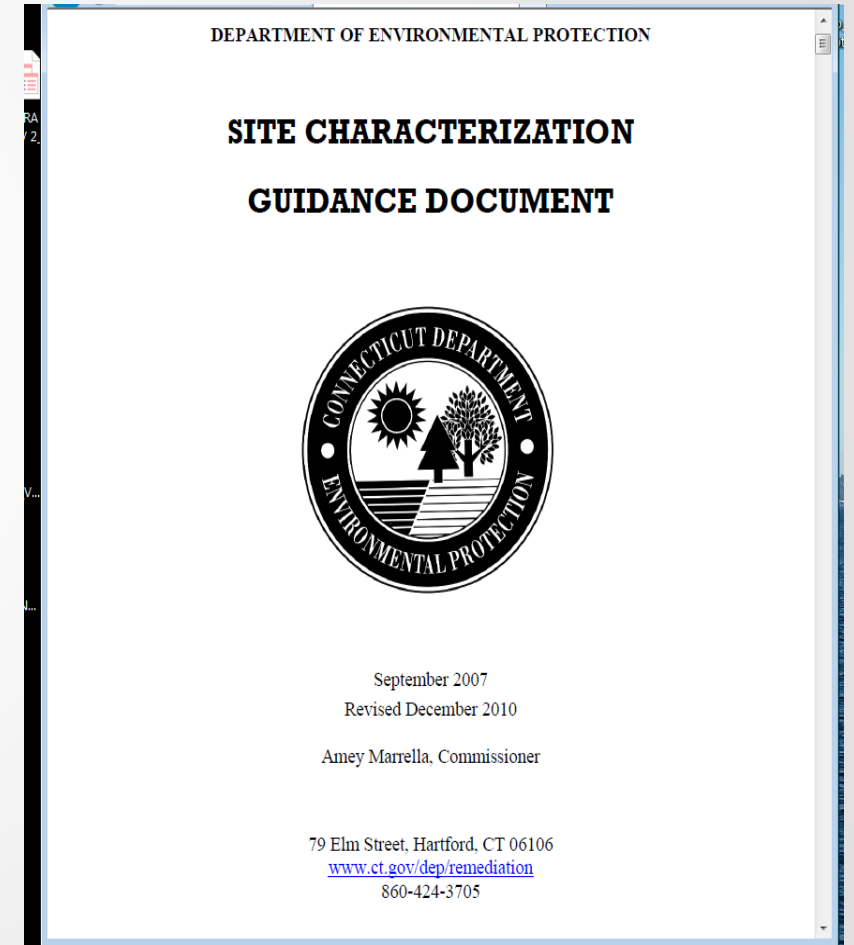 DEPARTMENT OF ENVIRONMENTAL PROTECTION
SITE CHARACTERIZATION
GUIDANCE DOCUMENT
CONNECTICUT DEPARTMENT
ENVIRONMENTAL PROTECTION
September 2007
Revised December 2010
Amey Marrella, Commissioner
79 Elm Street, Hartford, CT 06106
www.ct.gov/dep/remediation
860-424-3705